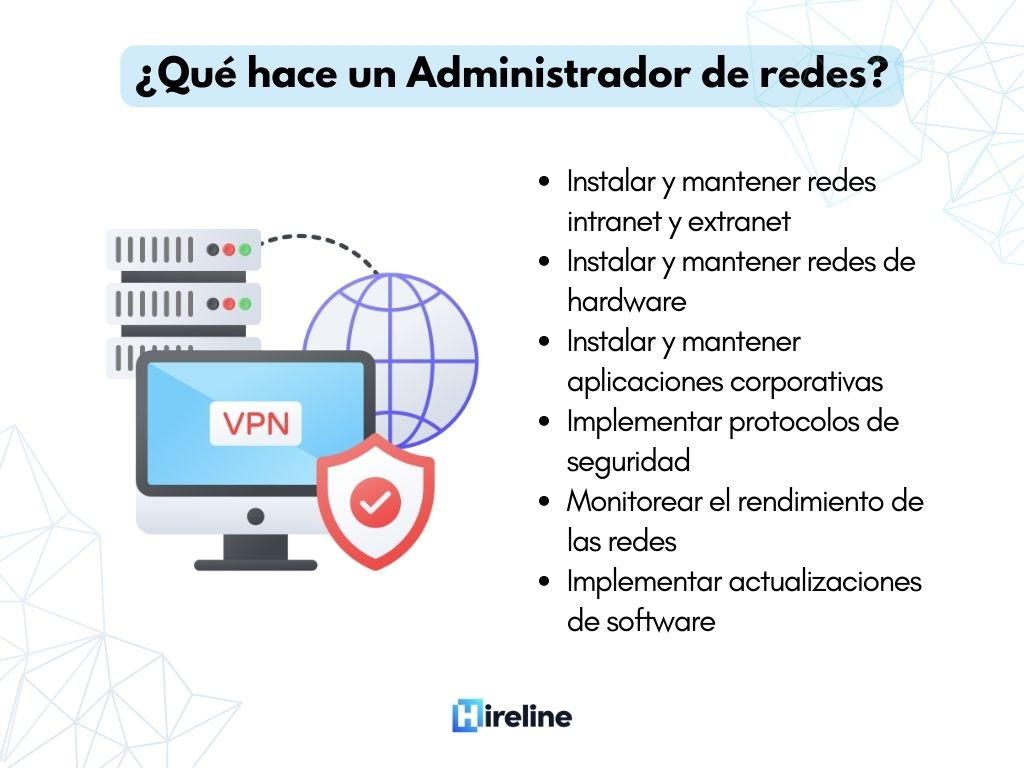 ¿Qué hace un Administrador de redes?
• Instalar y mantener redes
intranet y extranet
• Instalar y mantener redes de
hardware
• Instalar y mantener
aplicaciones corporativas
• Implementar protocolos de
seguridad
• Monitorear el rendimiento de
las redes
• Implementar actualizaciones
de software
VPN
Hireline